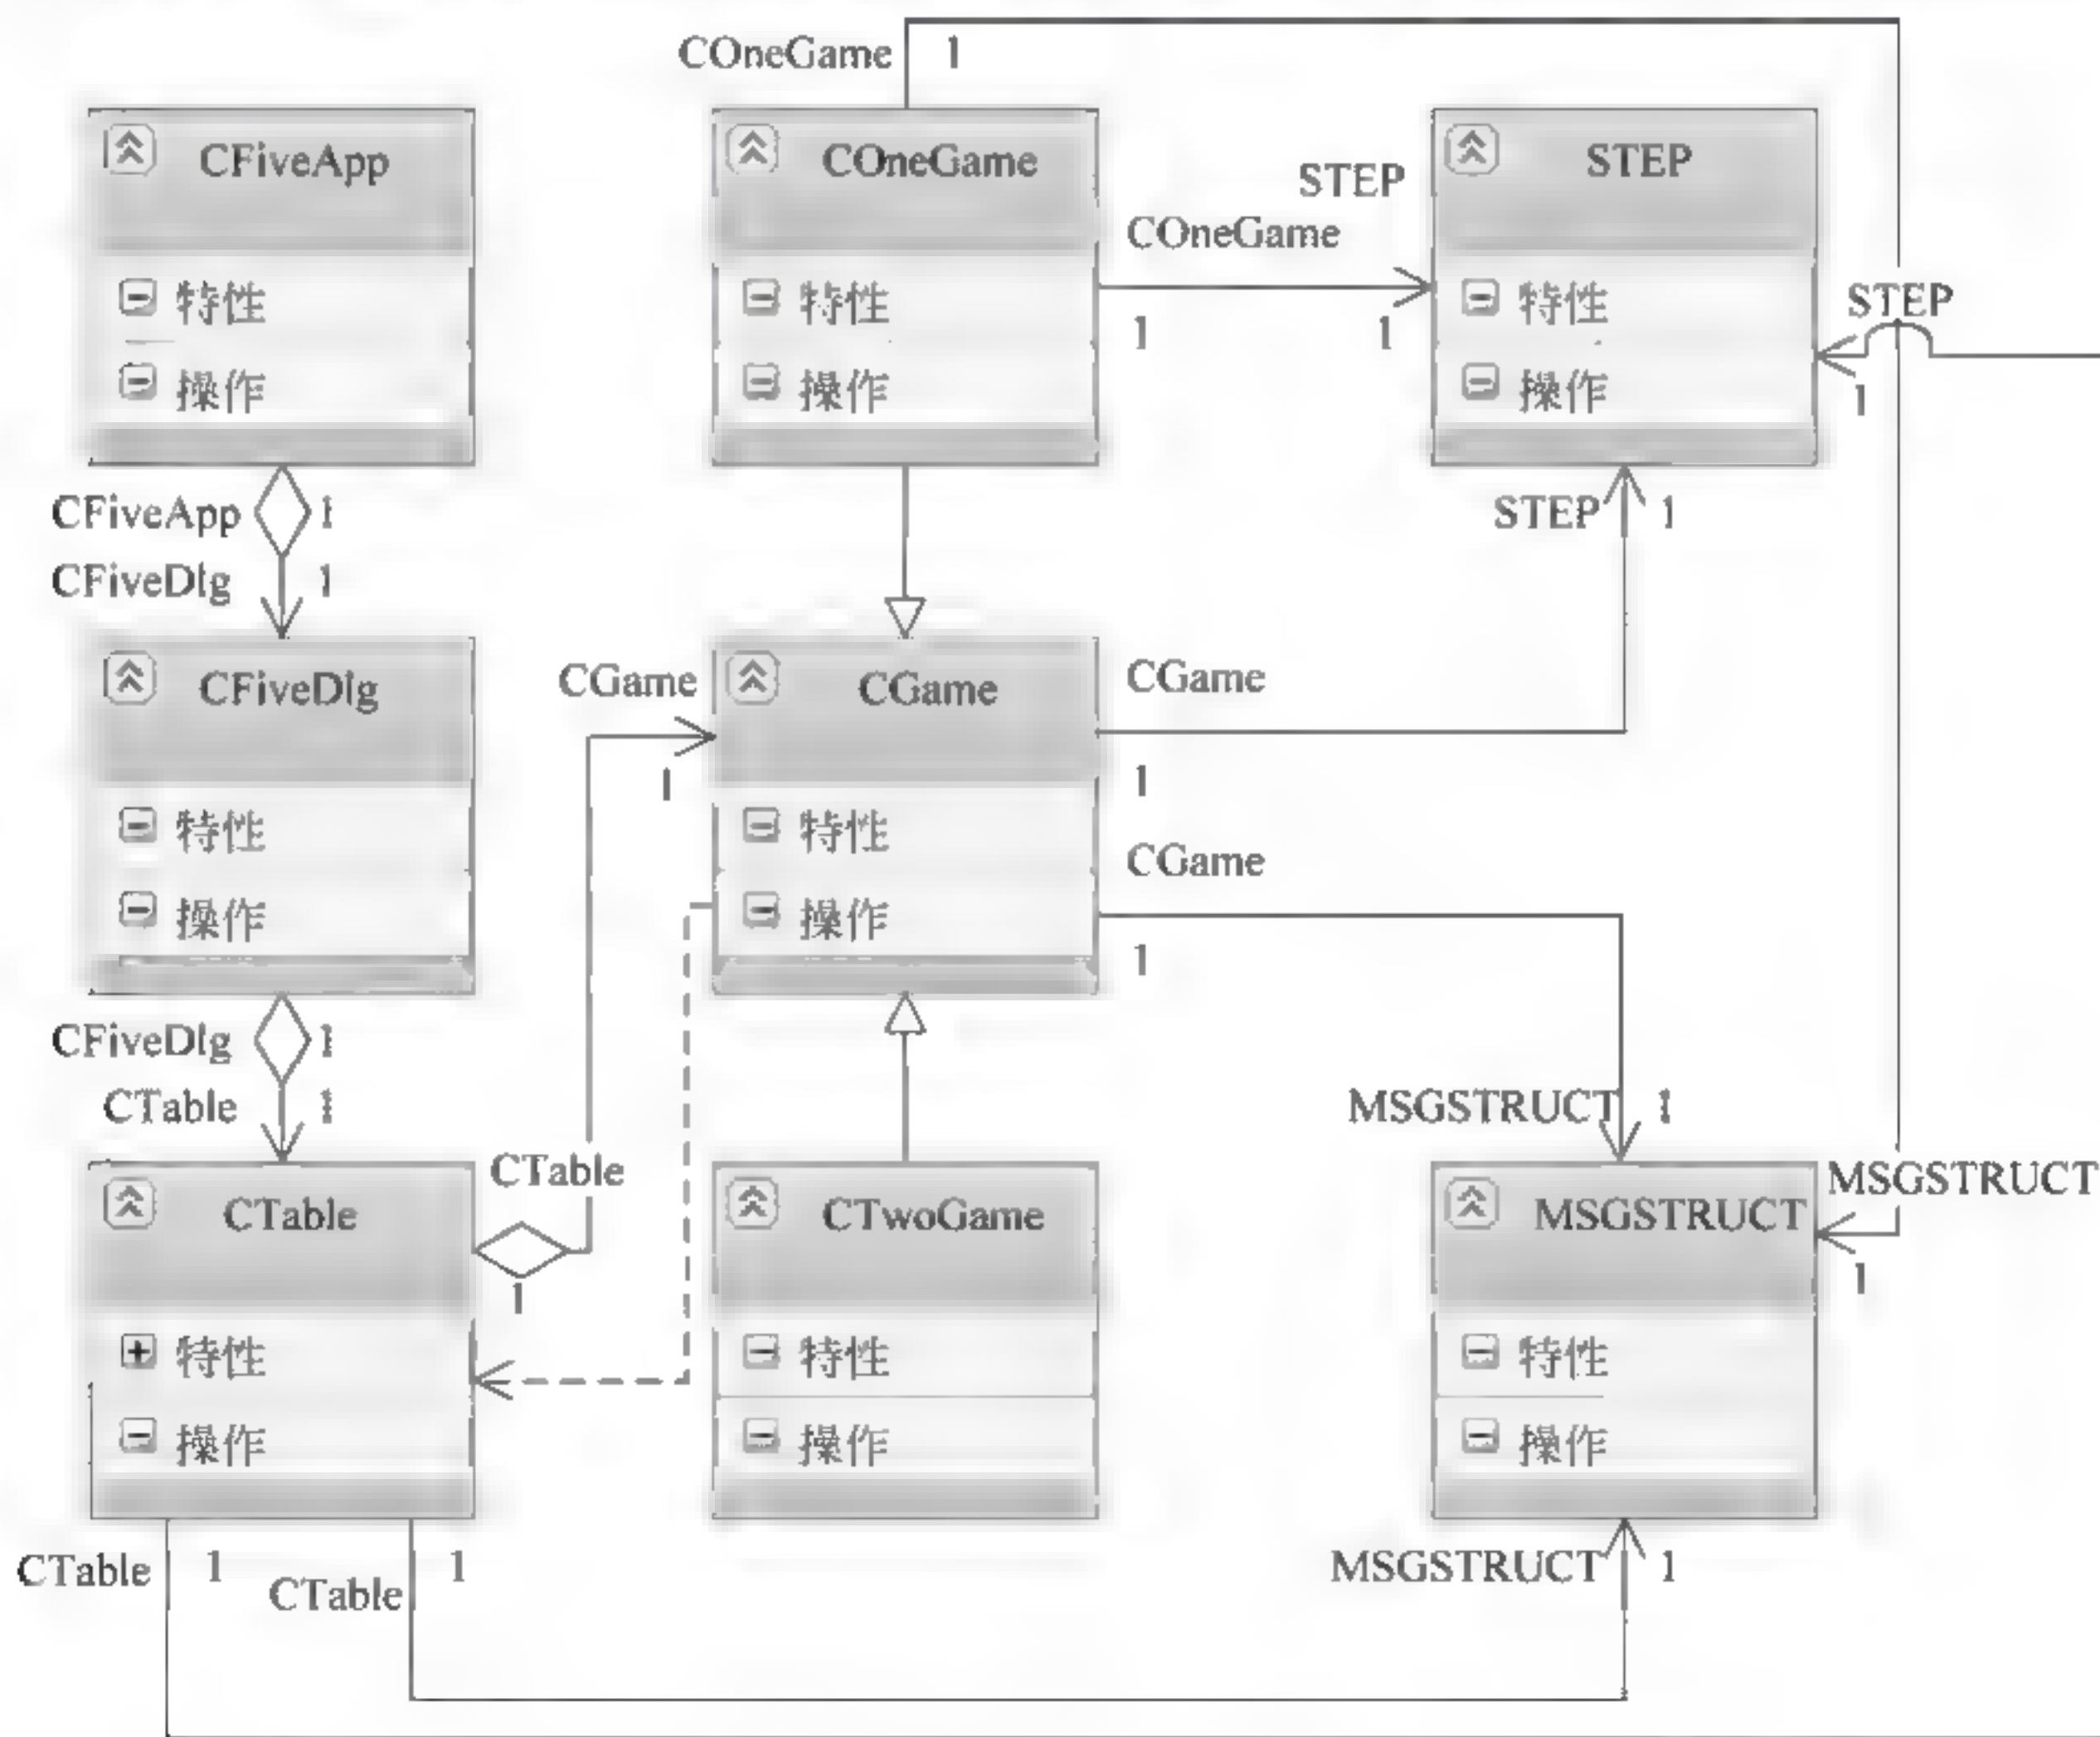 COneGame 1
CFiveApp
特性
操作
COneGame
特性
操作
STEP
COneGame
1 1
STEP
特性
操作
STEP
1
CFiveApp 1
CFiveDlg 1
STEP 1
CFiveDlg
特性
操作
CGame
1
CGame
特性
操作
CGame
1
CGame
1
CFiveDlg 1
CTable 1
MSGSTRUCT 1
CTable
特性
操作
CTable
1
CTwoGame
特性
操作
MSGSTRUCT
特性
操作
MSGSTRUCT
1
CTable 1
CTable 1
MSGSTRUCT 1